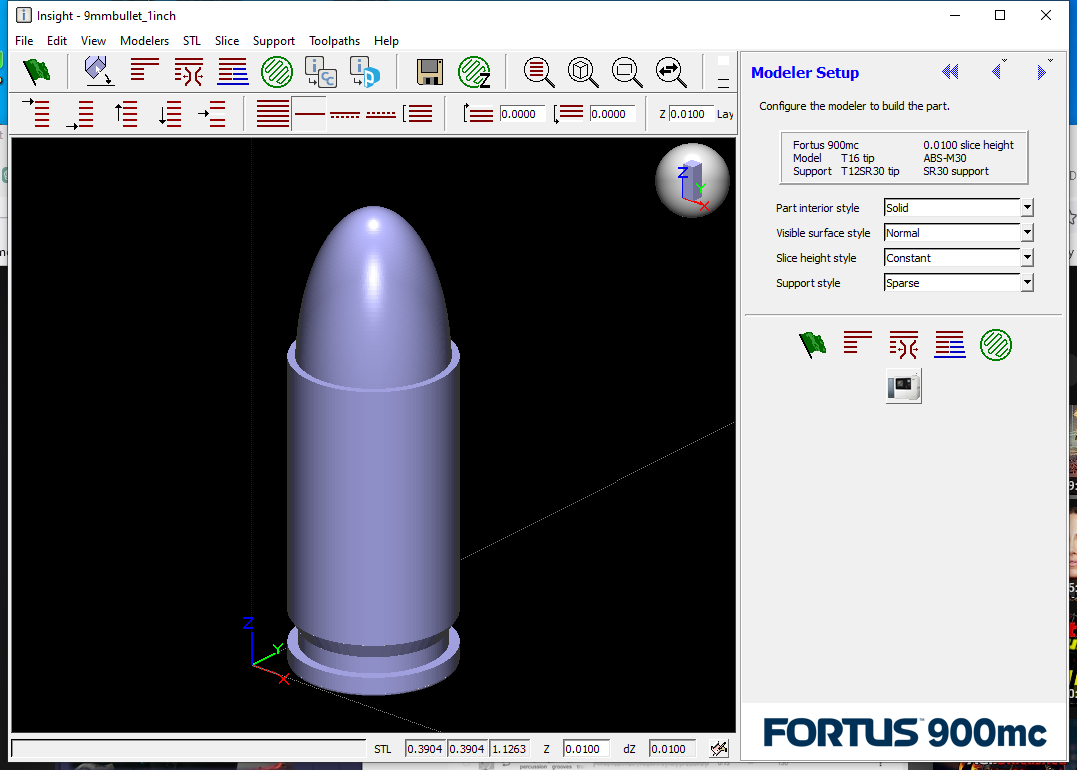 Insight - 9mmbullet_1inch
File Edit View Modelers STL Slice Support Toolpaths Help
0.0000 0.0000 Z 0.0100 Lay
Modeler Setup
Configure the modeler to build the part.
Fortus 900mc 0.0100 slice height
Model T16 tip ABS-M30
Support T12SR30 tip SR30 support
Part interior style Solid
Visible surface style Normal
Slice height style Constant
Support style Sparse
Z
Y
X
Z
Y
X
STL 0.3904 0.3904 1.1263 Z 0.0100 dZ 0.0100
FORTUS 900mc